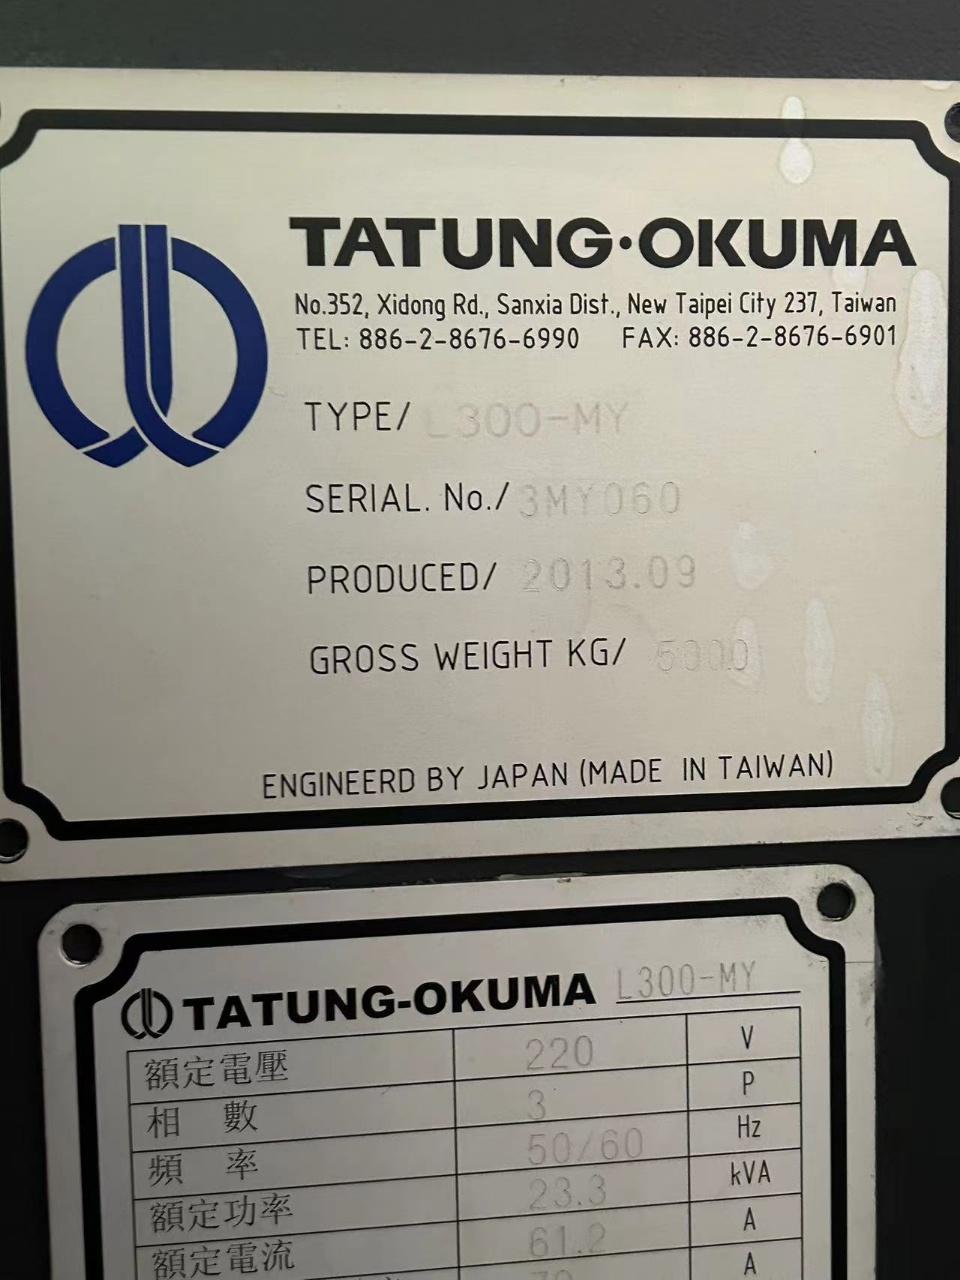 TATUNG·OKUMA
No.352, Xidong Rd., Sanxia Dist., New Taipei City 237, Taiwan
TEL: 886-2-8676-6990 FAX: 886-2-8676-6901
TYPE/ L300-MY
SERIAL. No./ 3MY060
PRODUCED/ 2013.09
GROSS WEIGHT KG/ 5000
ENGINEERD BY JAPAN (MADE IN TAIWAN)
TATUNG-OKUMA L300-MY
額定電壓 220 V
相 數 3 P
頻 率 50/60 Hz
額定功率 23.3 kVA
額定電流 61.2 A
A